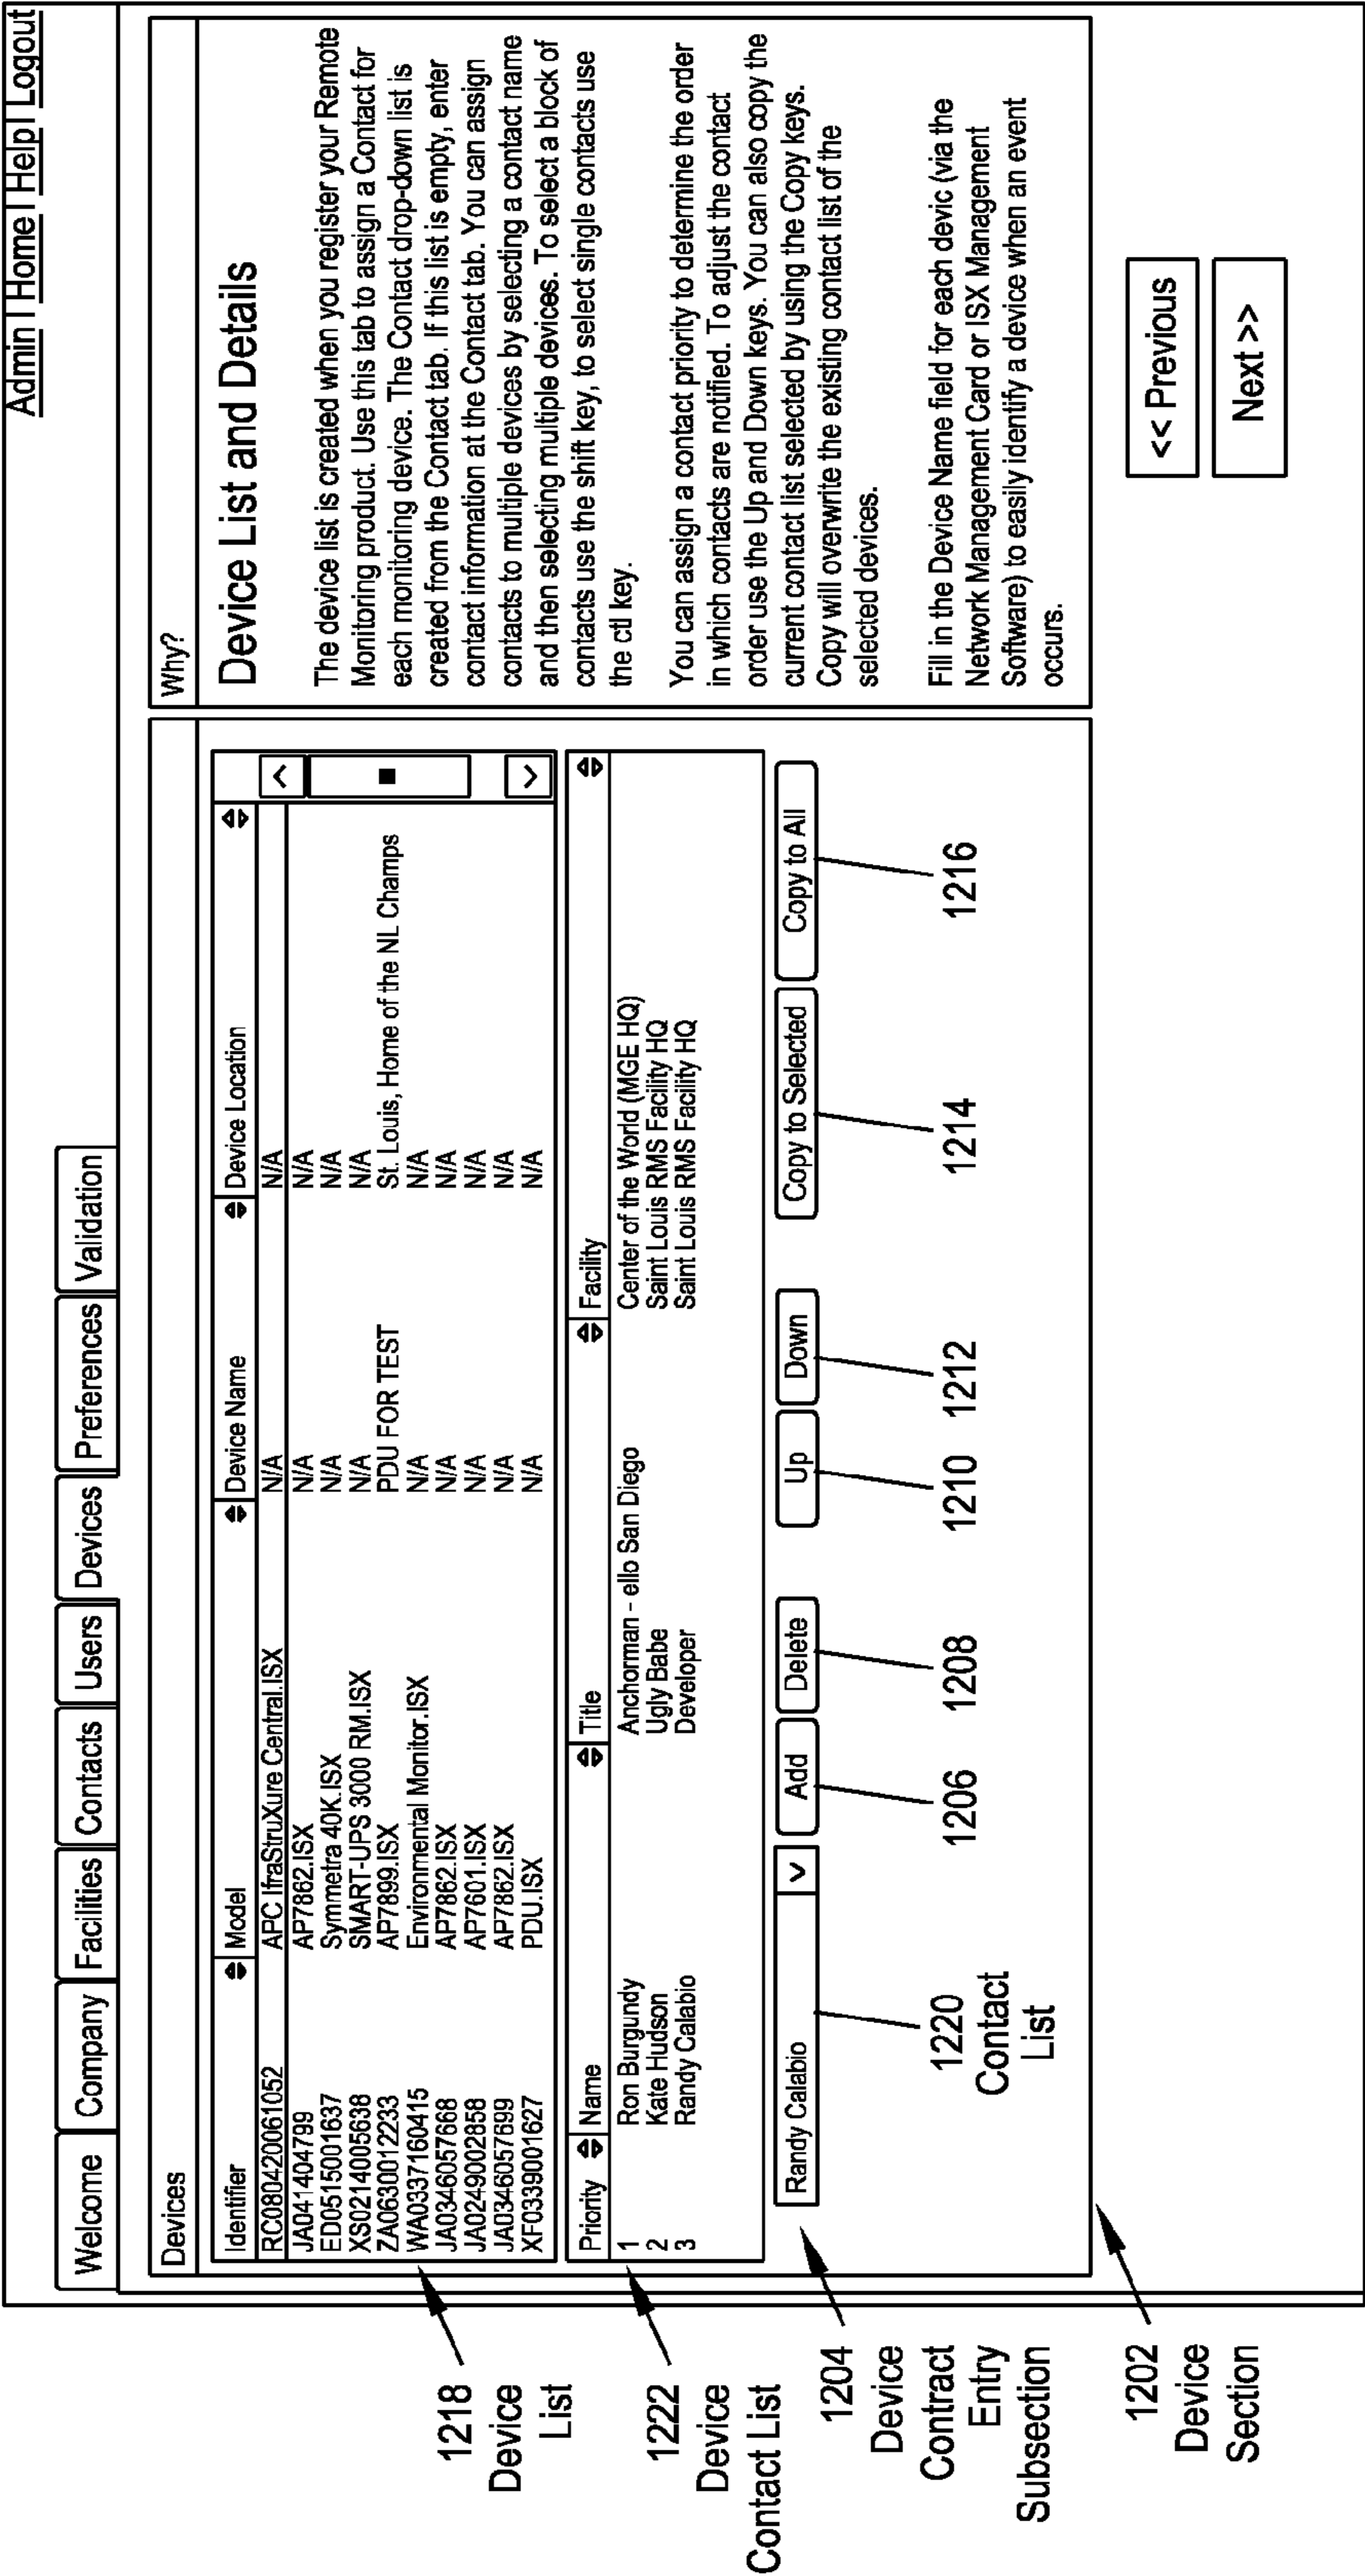 Admin | Home | Help | Logout
Welcome Company Facilities Contacts Users Devices Preferences Validation
Devices
Identifier Model Device Name Device Location
RC080420061052 APC IfraStruXure Central.ISX N/A N/A
JA041404799 AP7862.ISX N/A N/A
ED0515001637 Symmetra 40K.ISX N/A N/A
XS0214005638 SMART-UPS 3000 RM.ISX N/A N/A
ZA0630012233 AP7899.ISX PDU FOR TEST St. Louis, Home of the NL Champs
WA0337160415 Environmental Monitor.ISX N/A N/A
JA0346057668 AP7862.ISX N/A N/A
JA0249002858 AP7601.ISX N/A N/A
JA0346057699 AP7862.ISX N/A N/A
XF0339001627 PDU.ISX N/A N/A
Priority Name Title Facility
1 Ron Burgundy Anchorman - ello San Diego Center of the World (MGE HQ)
2 Kate Hudson Ugly Babe Saint Louis RMS Facility HQ
3 Randy Calabio Developer Saint Louis RMS Facility HQ
Randy Calabio Add Delete Up Down Copy to Selected Copy to All
1220
Contact
List
1206 1208 1210 1212 1214 1216
Why?
Device List and Details
The device list is created when you register your Remote
Monitoring product. Use this tab to assign a Contact for
each monitoring device. The Contact drop-down list is
created from the Contact tab. If this list is empty, enter
contact information at the Contact tab. You can assign
contacts to multiple devices by selecting a contact name
and then selecting multiple devices. To select a block of
contacts use the shift key, to select single contacts use
the ctl key.
You can assign a contact priority to determine the order
in which contacts are notified. To adjust the contact
order use the Up and Down keys. You can also copy the
current contact list selected by using the Copy keys.
Copy will overwrite the existing contact list of the
selected devices.
Fill in the Device Name field for each devic (via the
Network Management Card or ISX Management
Software) to easily identify a device when an event
occurs.
<< Previous
Next >>
1218
Device
List
1222
Device
Contact List
1204
Device
Contract
Entry
Subsection
1202
Device
Section